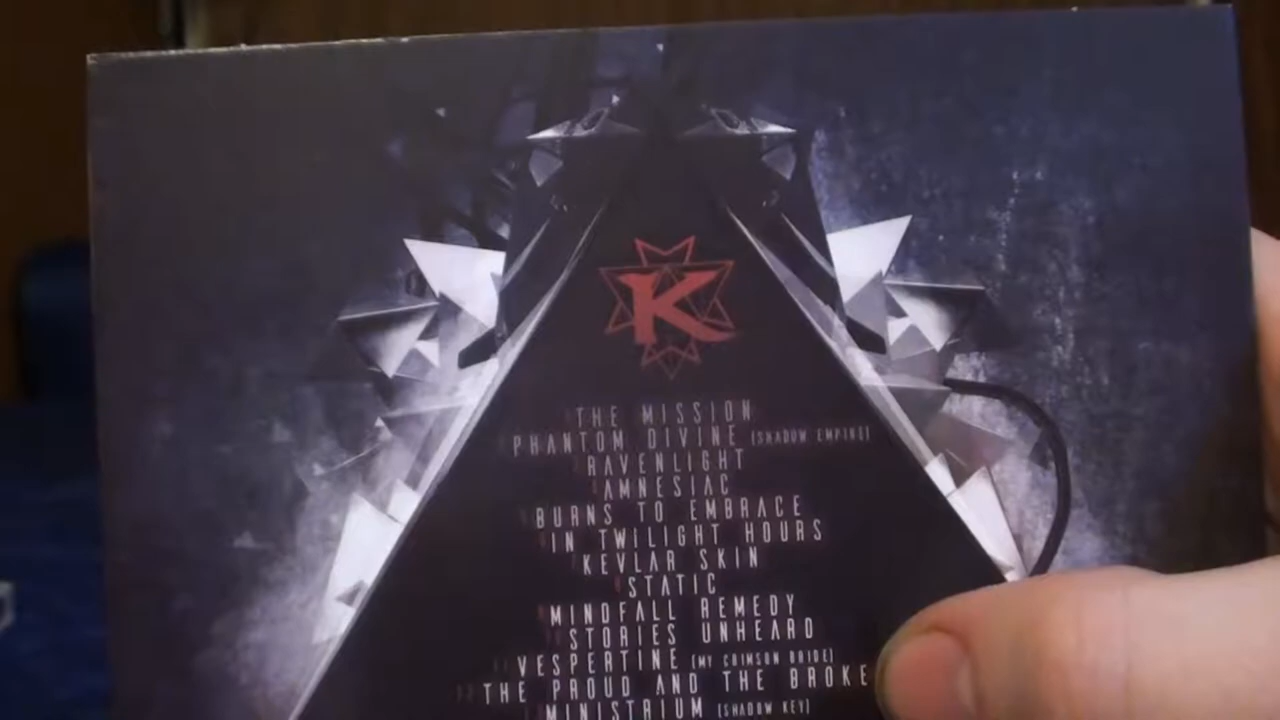 K
THE MISSION
PHANTOM DIVINE (SHADOW EMPIRE)
RAVENLIGHT
AMNESIAC
BURNS TO EMBRACE
IN TWILIGHT HOURS
KEVLAR SKIN
STATIC
MINDFALL REMEDY
STORIES UNHEARD
VESPERTINE (MY CRIMSON BRIDE)
THE PROUD AND THE BROKE
MINISTRIUM (SHADOW KEY)